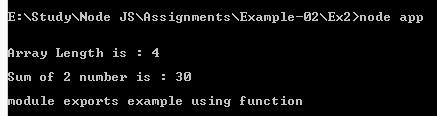 E:\Study\Node JS\Assignments\Example-02\Ex2>node app
Array Length is : 4
Sum of 2 number is : 30
module exports example using function